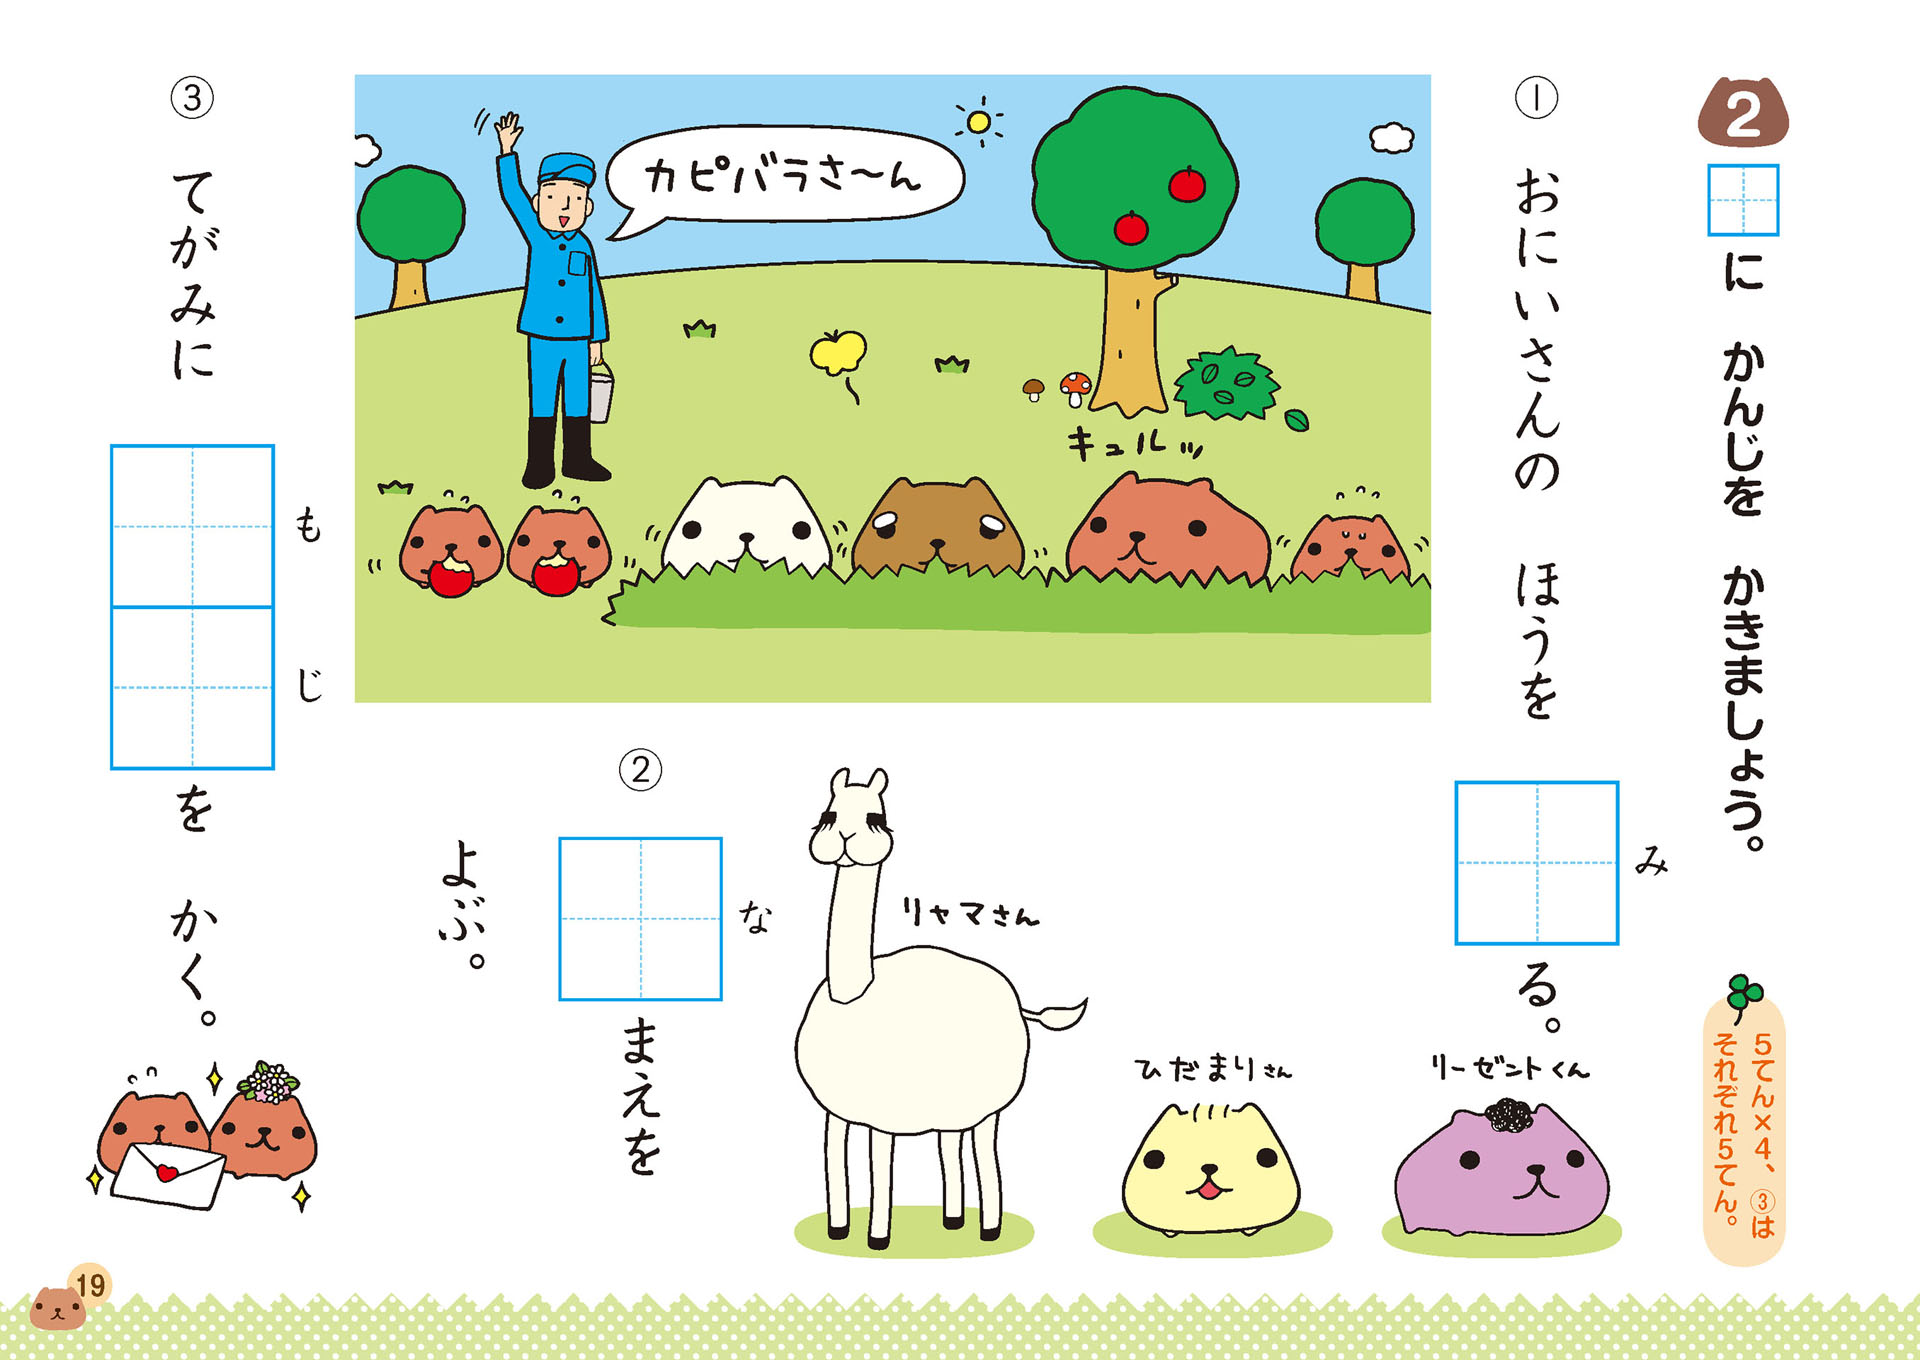 2 □に かんじを かきましょう。
5てん×4、③は
それぞれ5てん。
① おにいさんの ほうを □る。
み
カピバラさ〜ん
キュルッ
② □まえを
な
よぶ。
リャマさん
ひだまりさん
リーゼントくん
③ てがみに □□を かく。
もじ
19